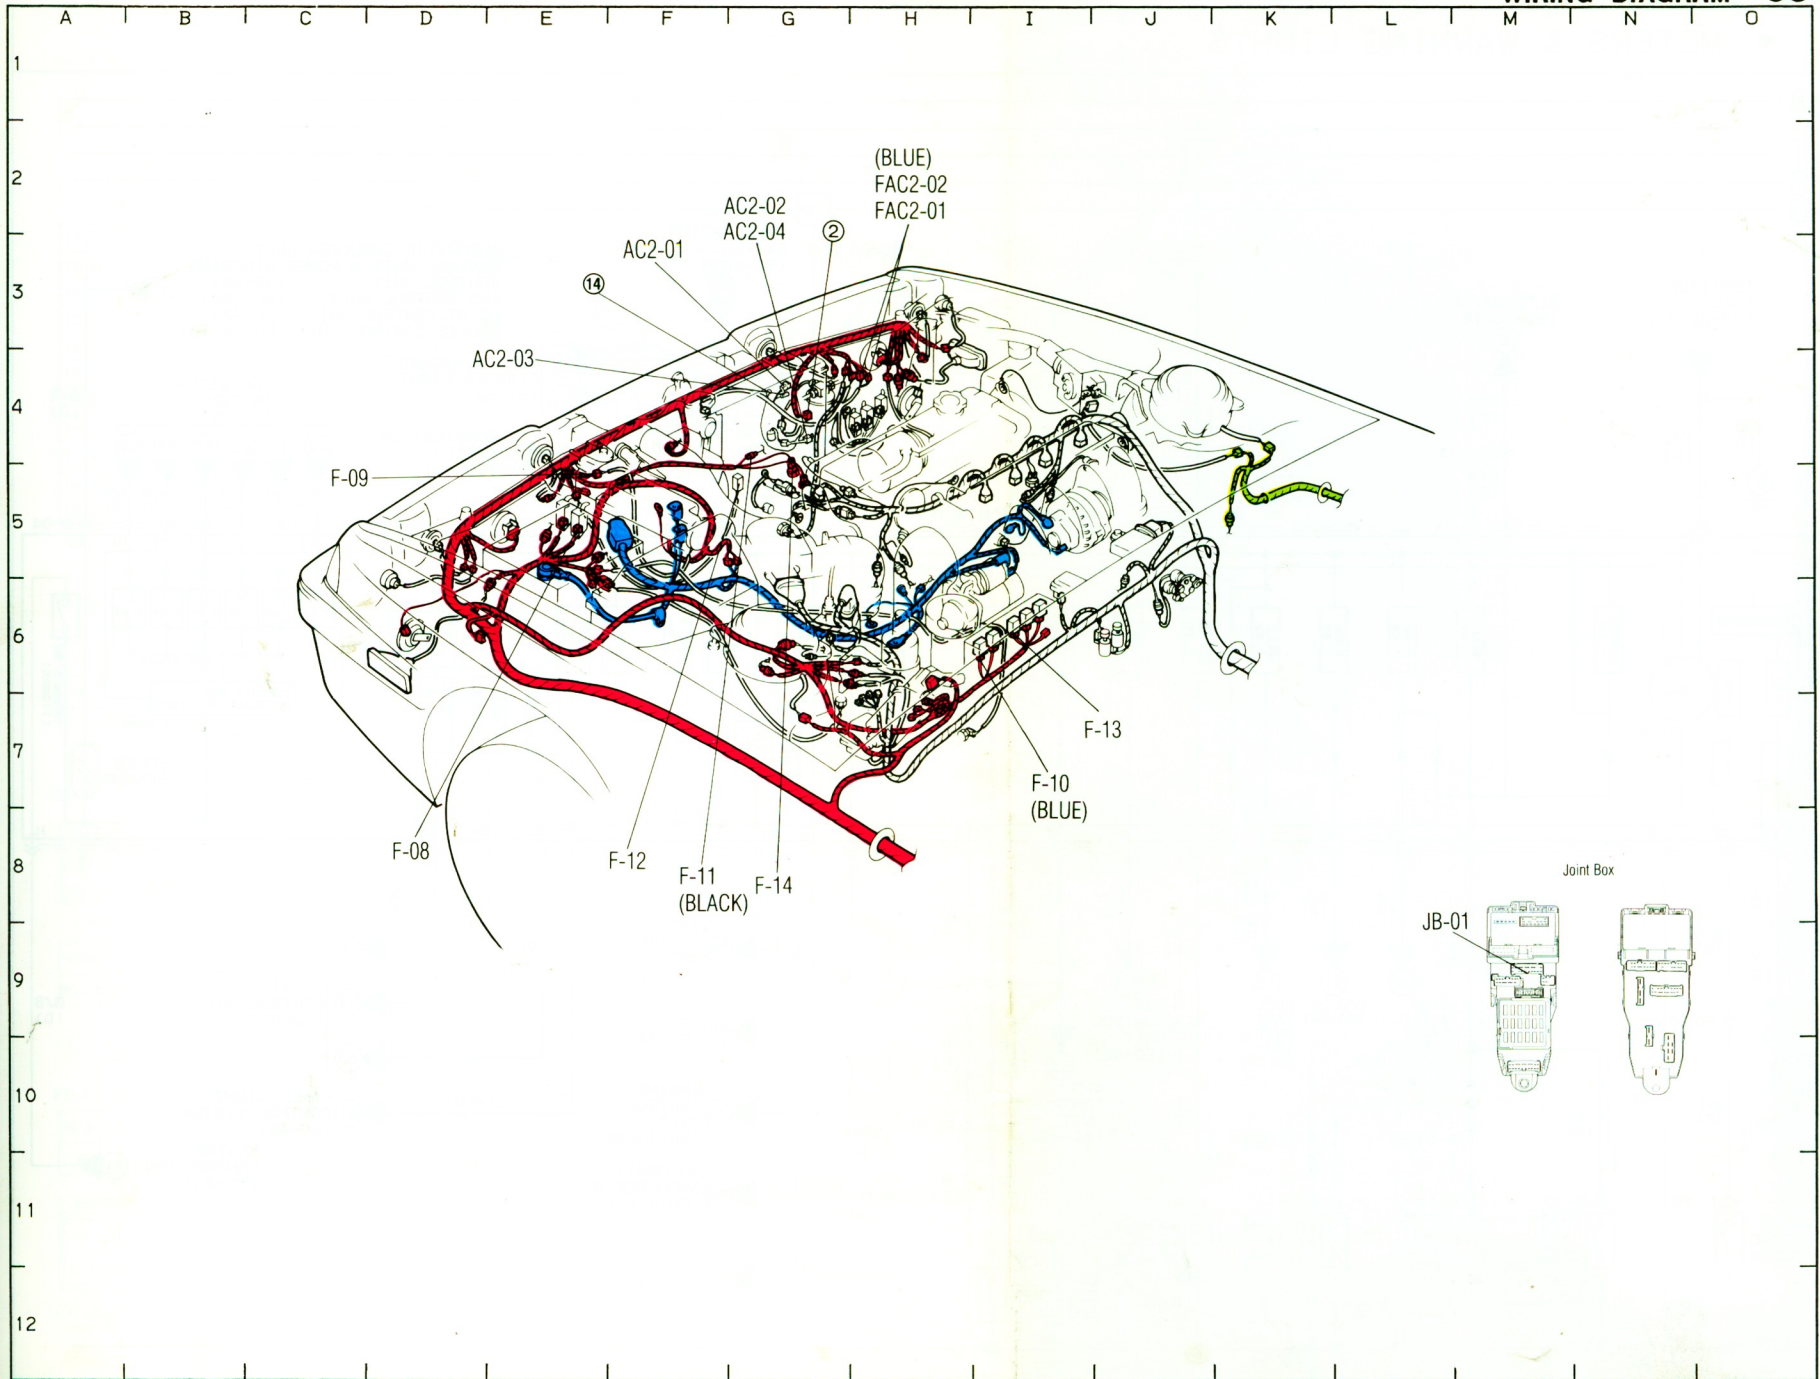 A B C D E F G H I J K L M N O
1
2
3
4
5
6
7
8
9
10
11
12
(BLUE)
FAC2-02
FAC2-01
AC2-02
AC2-04
②
AC2-01
⑭
AC2-03
F-09
F-13
F-10
(BLUE)
F-08
F-12
F-11
(BLACK)
F-14
Joint Box
JB-01